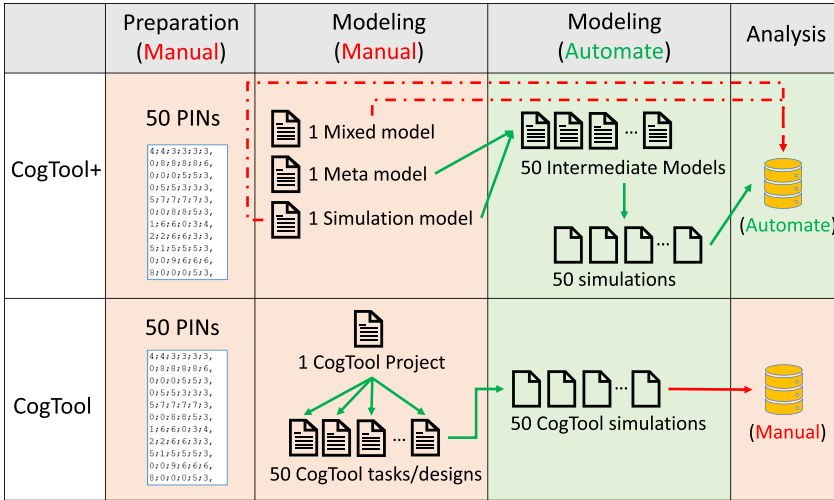 Preparation
(Manual)
Modeling
(Manual)
Modeling
(Automate)
Analysis
CogTool+
50 PINs
4;4;3;3;3;3,
0;8;8;8;8;6,
0;0;0;5;5;3,
0;5;5;3;3;3,
5;7;7;7;7;3,
0;0;8;8;5;3,
1;6;6;0;3;4,
2;2;6;6;3;3,
5;1;5;5;5;3,
0;0;9;6;6;6,
8;0;0;0;5;3,
1 Mixed model
1 Meta model
1 Simulation model
...
50 Intermediate Models
...
50 simulations
(Automate)
CogTool
50 PINs
4;4;3;3;3;3,
0;8;8;8;8;6,
0;0;0;5;5;3,
0;5;5;3;3;3,
5;7;7;7;7;3,
0;0;8;8;5;3,
1;6;6;0;3;4,
2;2;6;6;3;3,
5;1;5;5;5;3,
0;0;9;6;6;6,
8;0;0;0;5;3,
1 CogTool Project
...
50 CogTool tasks/designs
...
50 CogTool simulations
(Manual)